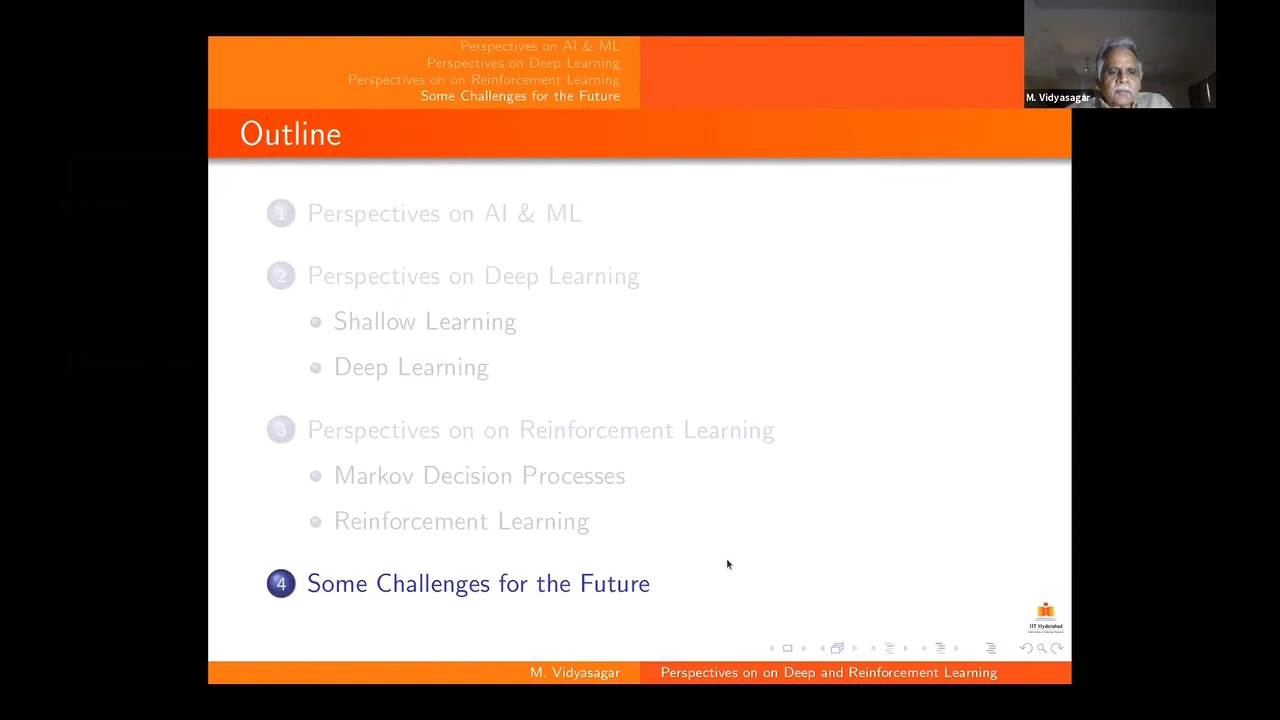 Perspectives on AI & ML
Perspectives on Deep Learning
Perspectives on on Reinforcement Learning
Some Challenges for the Future
M. Vidyasagar
Outline
1 Perspectives on AI & ML
2 Perspectives on Deep Learning
Shallow Learning
Deep Learning
3 Perspectives on on Reinforcement Learning
Markov Decision Processes
Reinforcement Learning
4 Some Challenges for the Future
IIT Hyderabad
M. Vidyasagar
Perspectives on on Deep and Reinforcement Learning